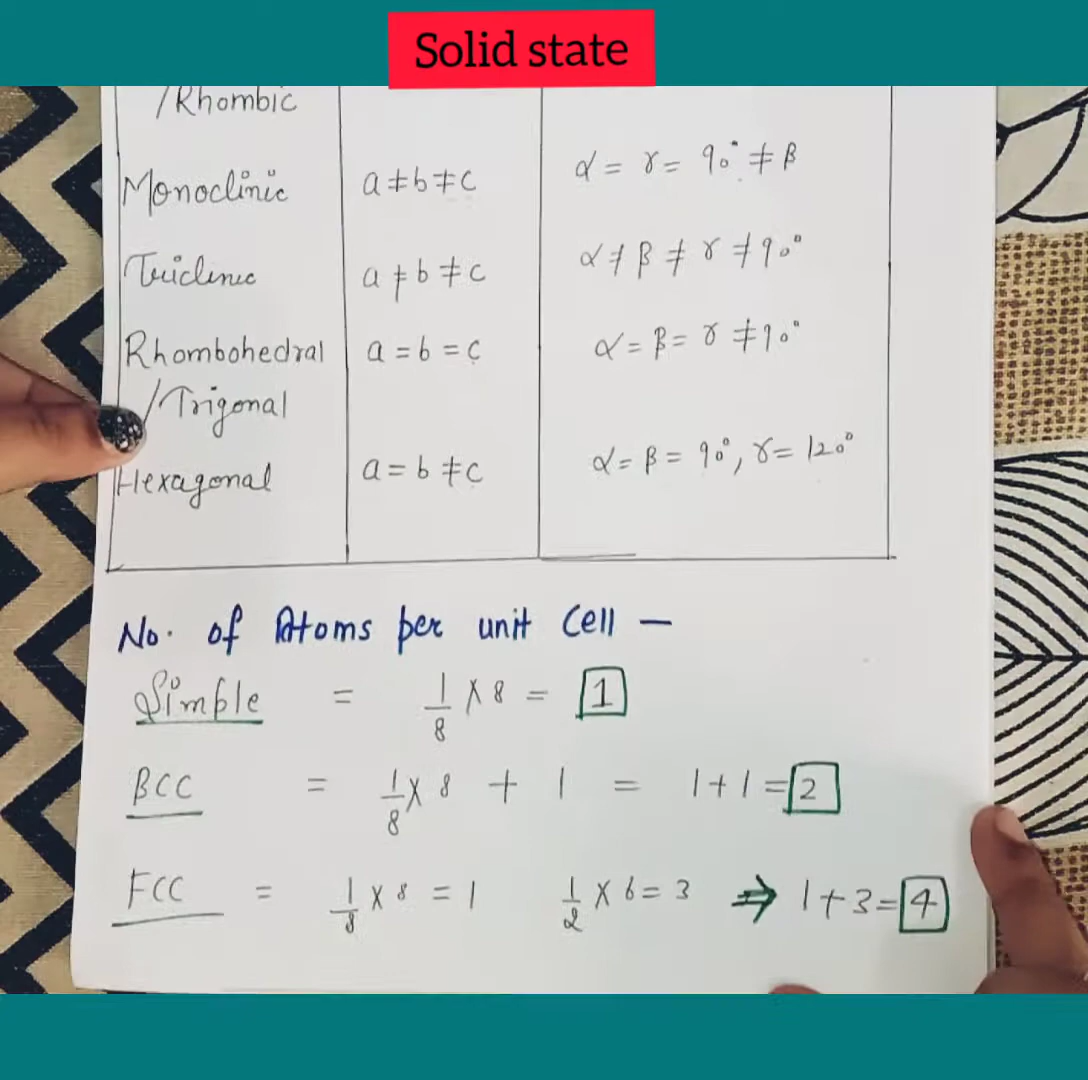 Solid state
/Rhombic
Monoclinic a≠b≠c α = γ = 90° ≠ β
Triclinic a ≠ b ≠ c α ≠ β ≠ γ ≠ 90°
Rhombohedral a = b = c α = β = γ ≠ 90°
/Trigonal
Hexagonal a = b ≠ c α = β = 90°, γ = 120°
No. of Atoms per unit Cell —
Simple = 1/8 × 8 = 1
BCC = 1/8 × 8 + 1 = 1+1 = 2
FCC = 1/8 × 8 = 1 1/2 × 6 = 3 ⇒ 1+3 = 4